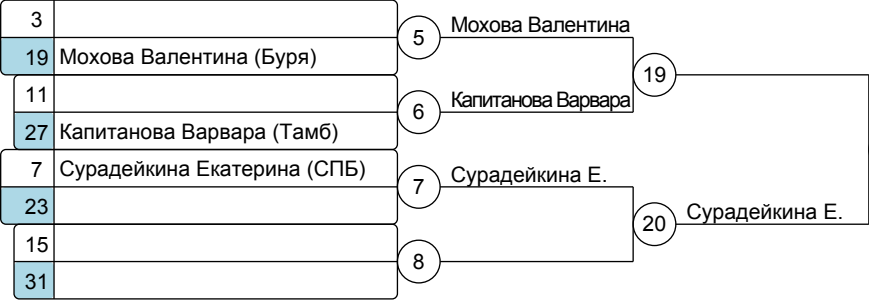 3
5
Мохова Валентина
19 Мохова Валентина (Буря)
19
11
6
Капитанова Варвара
27 Капитанова Варвара (Тамб)
7 Сурадейкина Екатерина (СПБ)
7
Сурадейкина Е.
23
20
Сурадейкина Е.
15
8
31